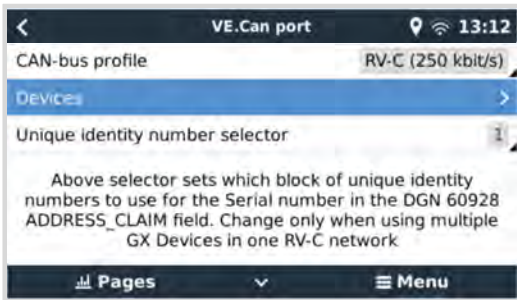 VE.Can port 13:12
CAN-bus profile RV-C (250 kbit/s)
Devices
Unique identity number selector 1
Above selector sets which block of unique identity
numbers to use for the Serial number in the DGN 60928
ADDRESS_CLAIM field. Change only when using multiple
GX Devices in one RV-C network
Pages Menu